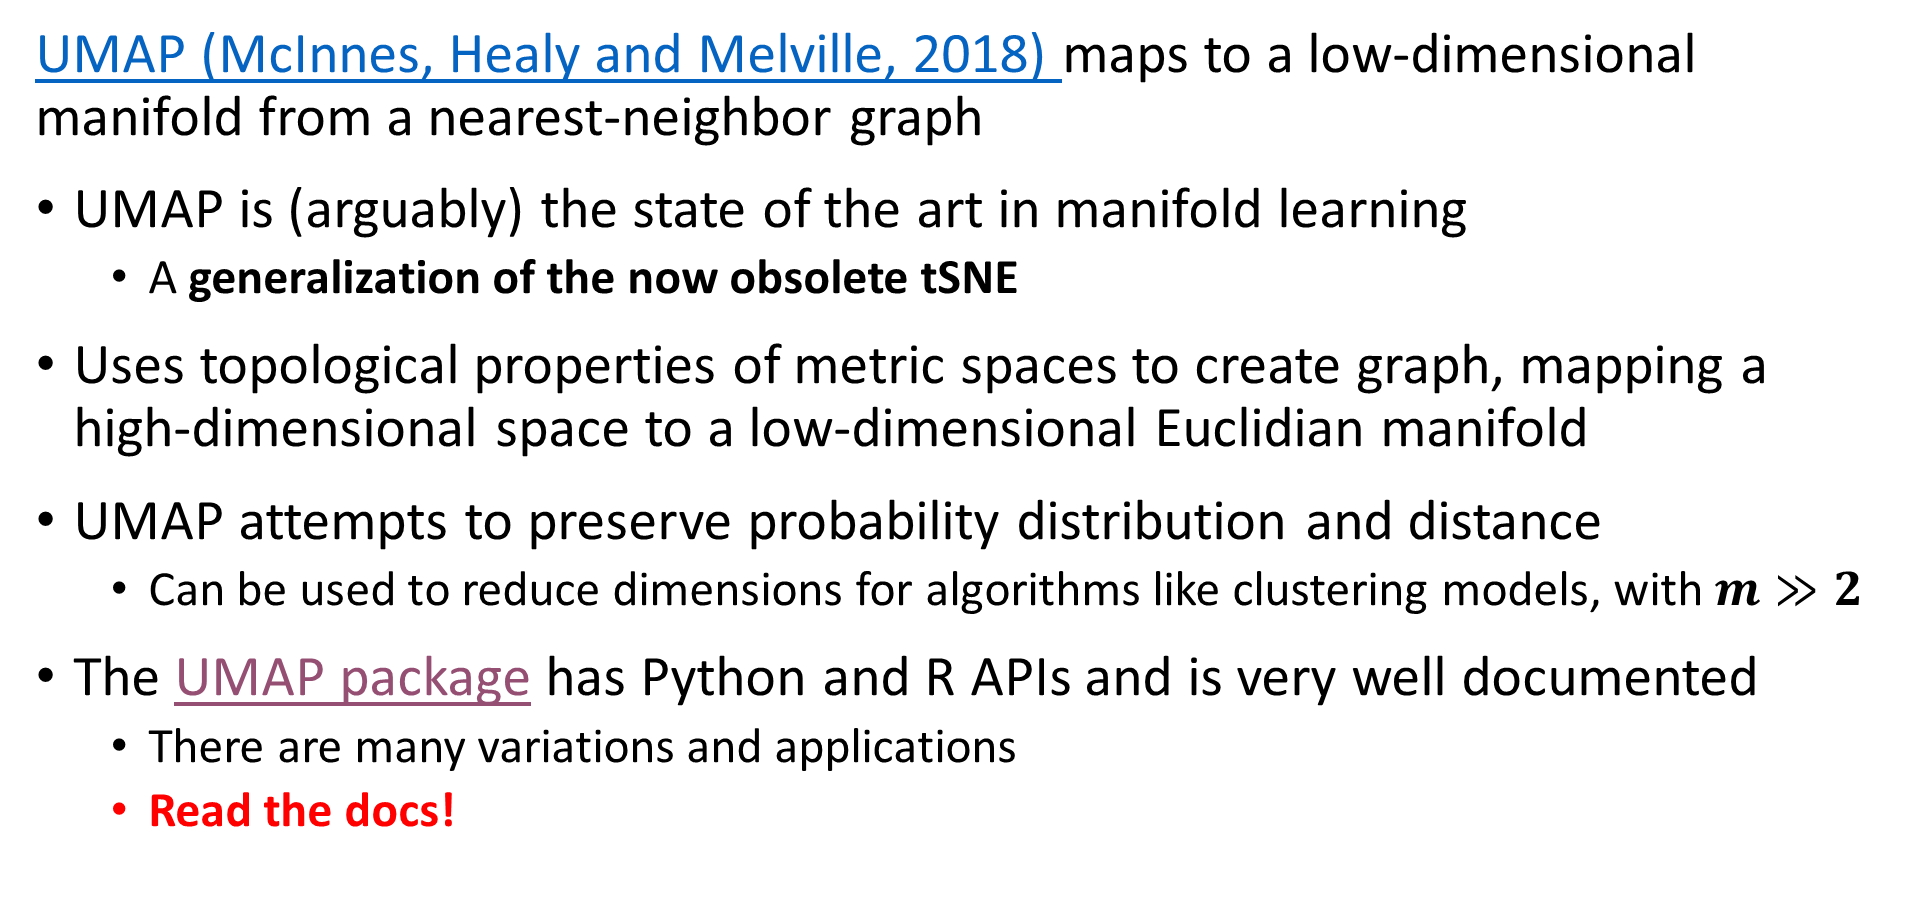 UMAP (McInnes, Healy and Melville, 2018) maps to a low-dimensional
manifold from a nearest-neighbor graph
• UMAP is (arguably) the state of the art in manifold learning
• A generalization of the now obsolete tSNE
• Uses topological properties of metric spaces to create graph, mapping a
high-dimensional space to a low-dimensional Euclidian manifold
• UMAP attempts to preserve probability distribution and distance
• Can be used to reduce dimensions for algorithms like clustering models, with m ≫ 2
• The UMAP package has Python and R APIs and is very well documented
• There are many variations and applications
• Read the docs!